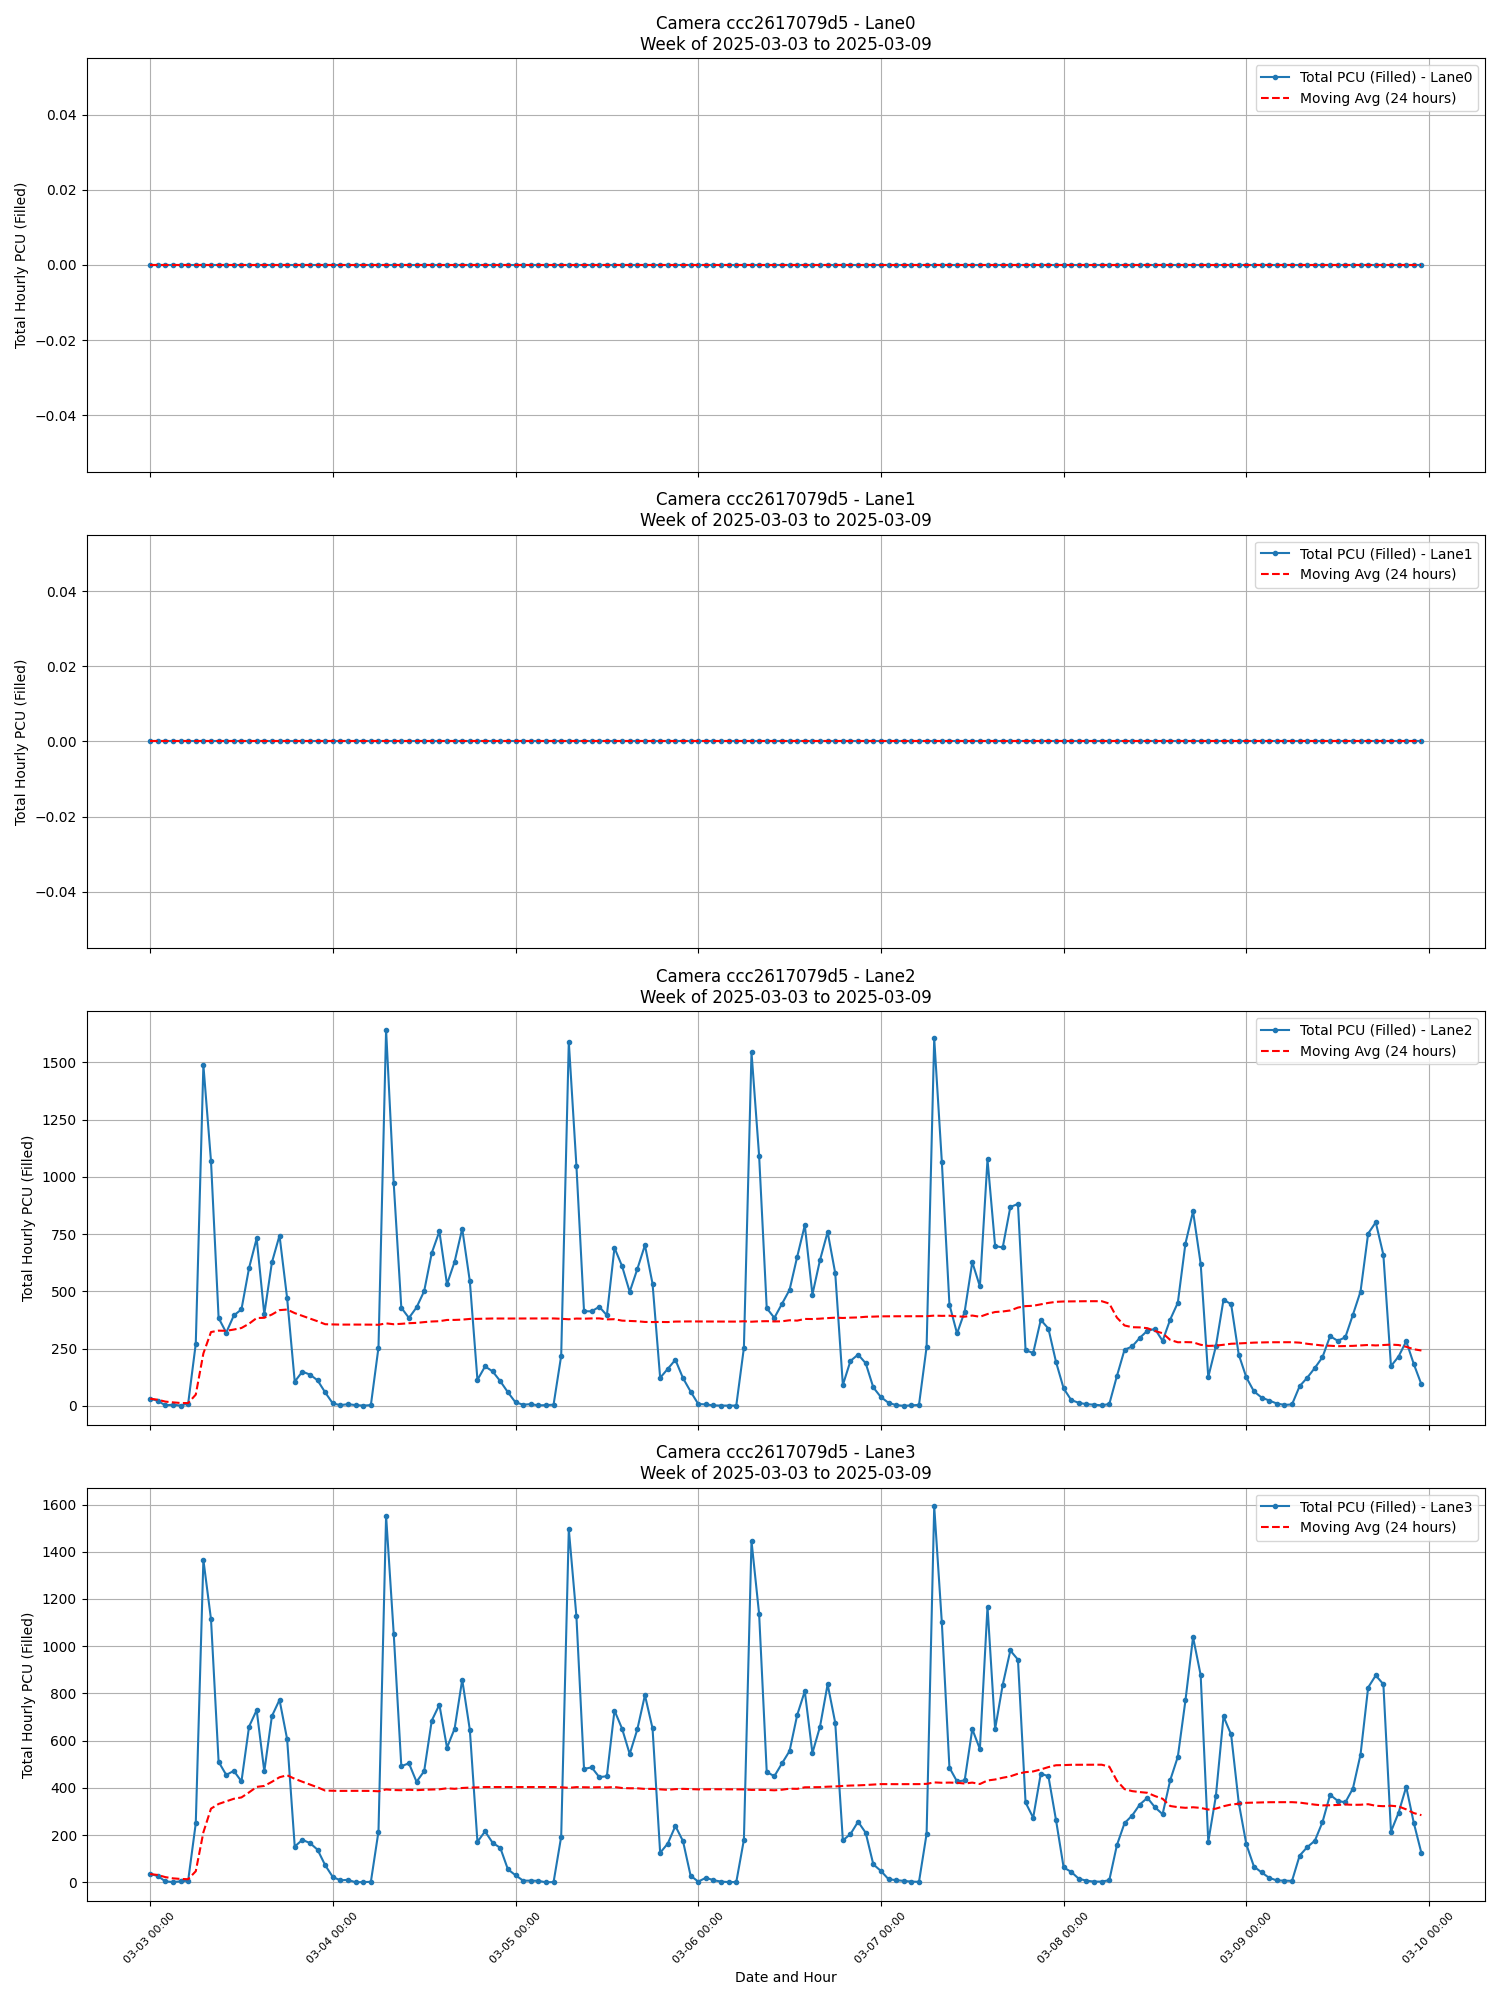 Camera ccc2617079d5 - Lane0
Week of 2025-03-03 to 2025-03-09
Total PCU (Filled) - Lane0
Moving Avg (24 hours)
Total Hourly PCU (Filled)
0.04
0.02
0.00
−0.02
−0.04
Camera ccc2617079d5 - Lane1
Week of 2025-03-03 to 2025-03-09
Total PCU (Filled) - Lane1
Moving Avg (24 hours)
Total Hourly PCU (Filled)
0.04
0.02
0.00
−0.02
−0.04
Camera ccc2617079d5 - Lane2
Week of 2025-03-03 to 2025-03-09
Total PCU (Filled) - Lane2
Moving Avg (24 hours)
Total Hourly PCU (Filled)
1500
1250
1000
750
500
250
0
Camera ccc2617079d5 - Lane3
Week of 2025-03-03 to 2025-03-09
Total PCU (Filled) - Lane3
Moving Avg (24 hours)
Total Hourly PCU (Filled)
1600
1400
1200
1000
800
600
400
200
0
03-03 00:00
03-04 00:00
03-05 00:00
03-06 00:00
03-07 00:00
03-08 00:00
03-09 00:00
03-10 00:00
Date and Hour